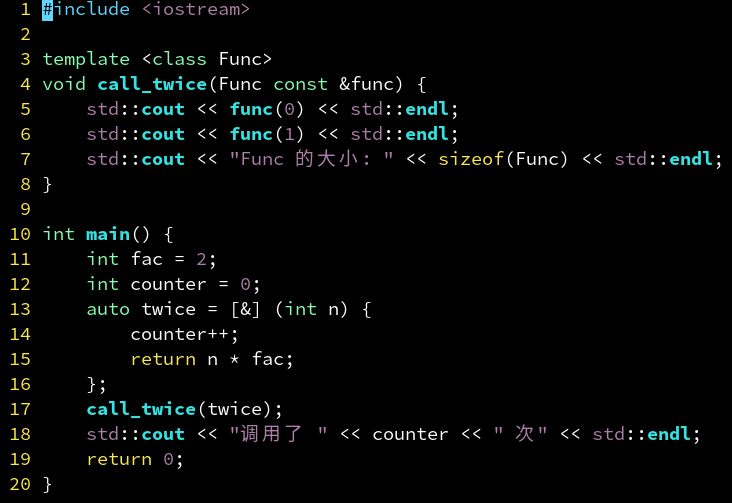 1 #include <iostream>
2
3 template <class Func>
4 void call_twice(Func const &func) {
5     std::cout << func(0) << std::endl;
6     std::cout << func(1) << std::endl;
7     std::cout << "Func 的大小: " << sizeof(Func) << std::endl;
8 }
9
10 int main() {
11     int fac = 2;
12     int counter = 0;
13     auto twice = [&] (int n) {
14         counter++;
15         return n * fac;
16     };
17     call_twice(twice);
18     std::cout << "调用了 " << counter << " 次" << std::endl;
19     return 0;
20 }